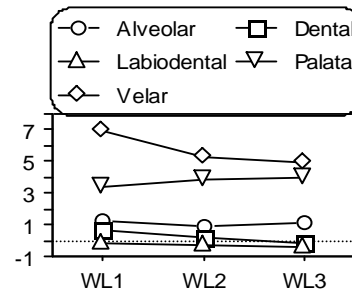 Alveolar Dental
Labiodental Palata
Velar
7
5
3
1
-1
WL1 WL2 WL3